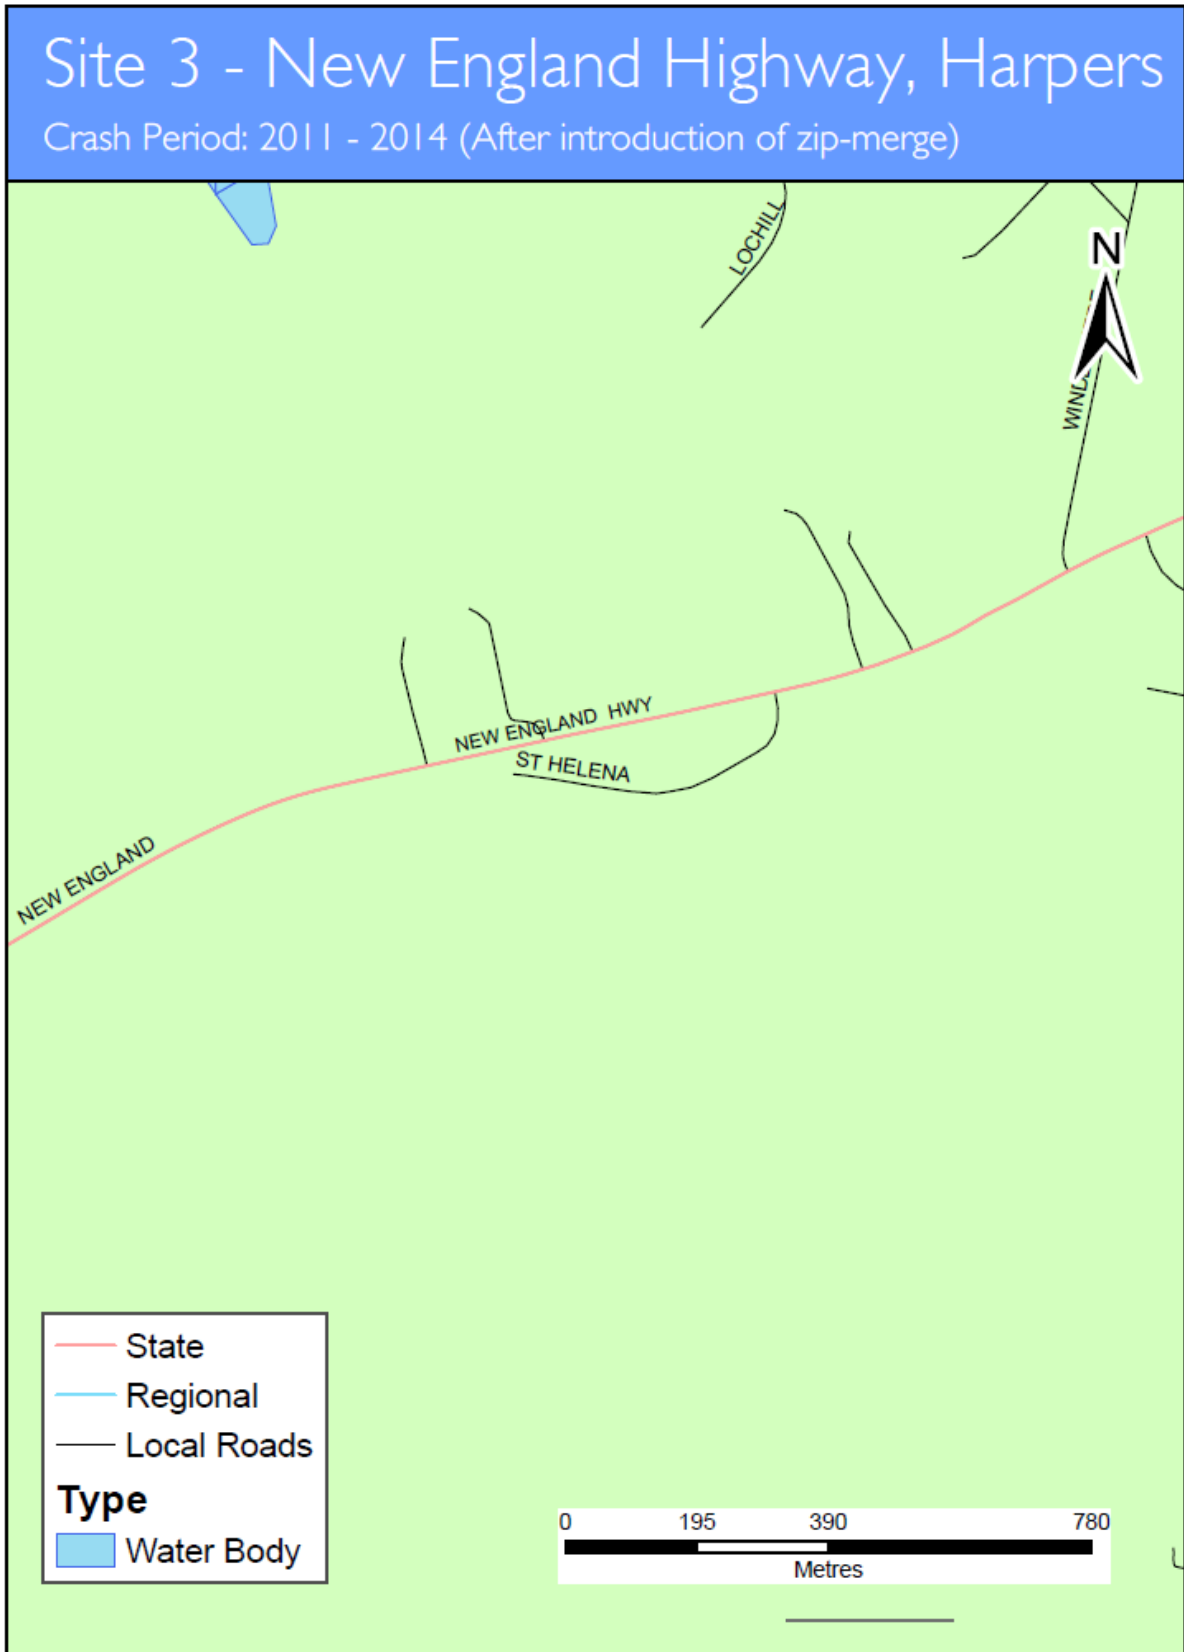 Site 3 - New England Highway, Harpers
Crash Period: 2011 - 2014 (After introduction of zip-merge)
LOCHILL
N
NEW ENGLAND HWY
ST HELENA
NEW ENGLAND
State
Regional
Local Roads
Type
Water Body
0 195 390 780
Metres